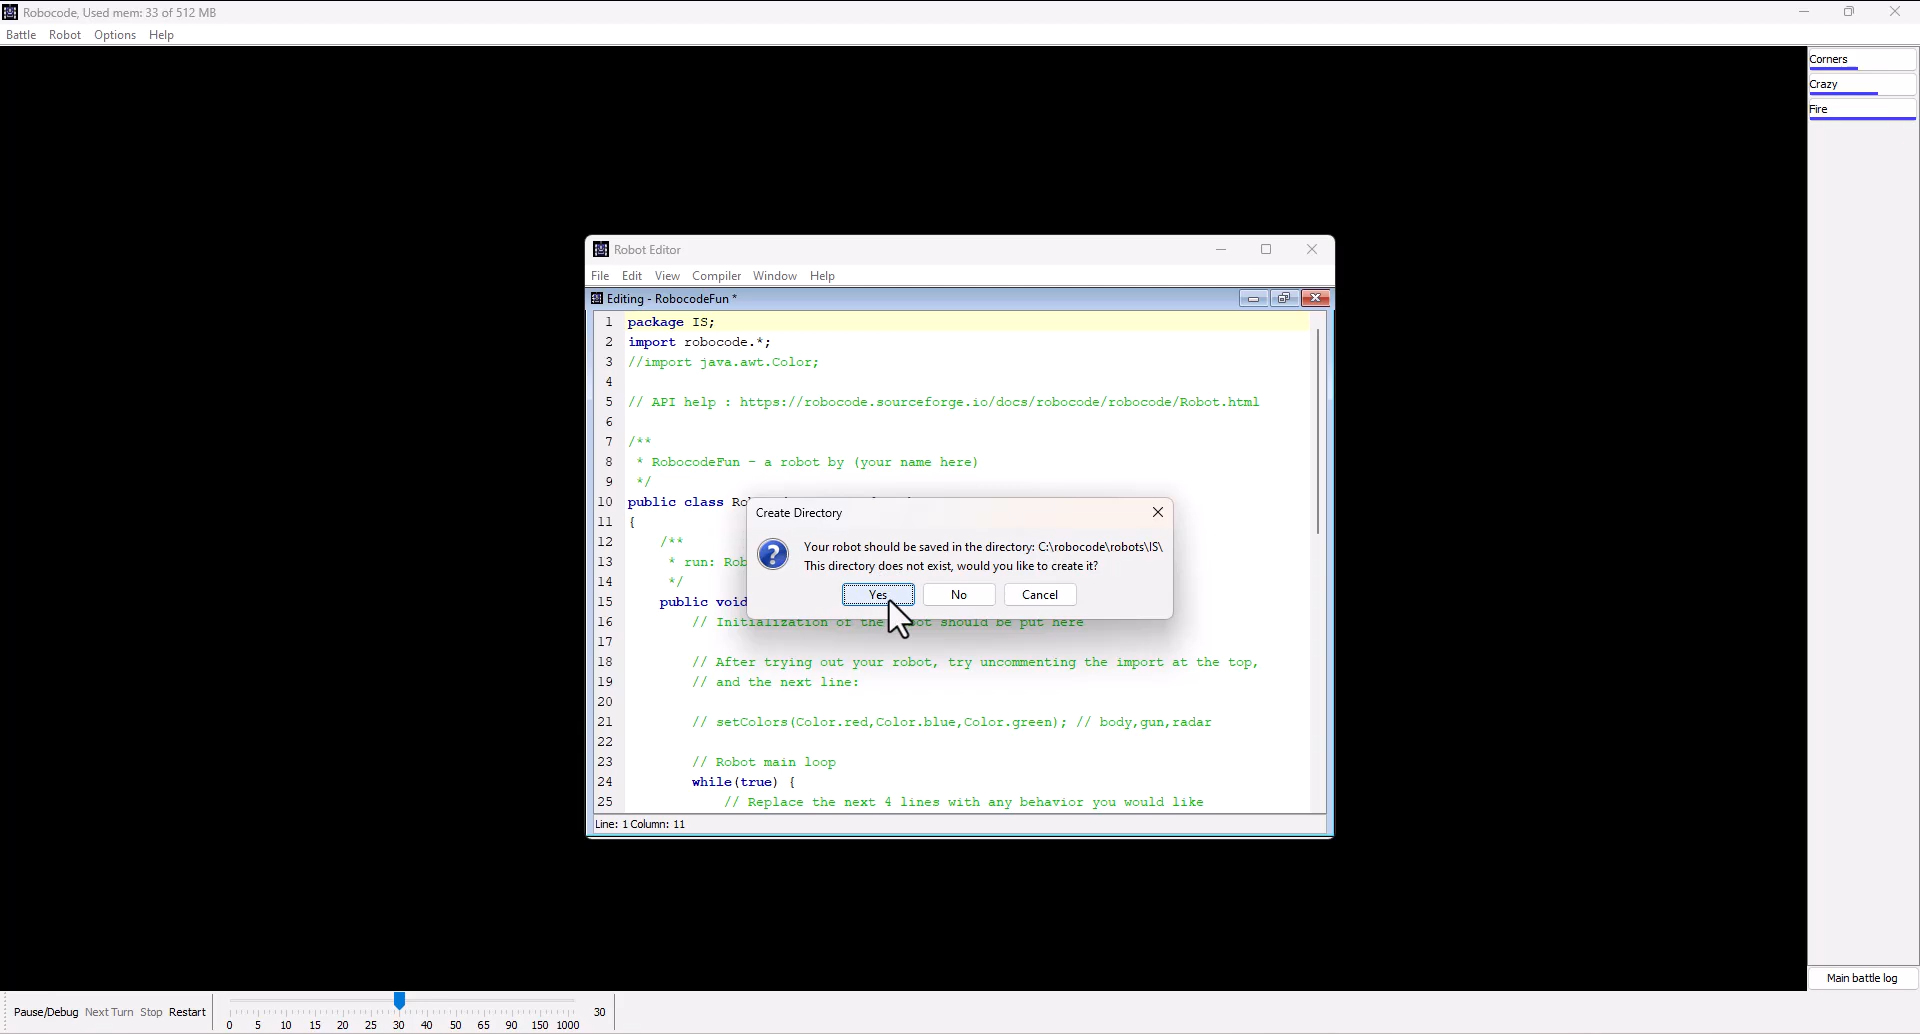 Robocode, Used mem: 33 of 512 MB
Battle Robot Options Help
Corners
Crazy
Fire
Robot Editor
File Edit View Compiler Window Help
Editing - RobocodeFun *
1 package IS;
2 import robocode.*;
3 //import java.awt.Color;
4
5 // API help : https://robocode.sourceforge.io/docs/robocode/robocode/Robot.html
6
7 /**
8 * RobocodeFun - a robot by (your name here)
9 */
10 public class
11 {
12 /**
13 * run:
14 */
15 public void
16 // Initialization of the should be put here
17
18 // After trying out your robot, try uncommenting the import at the top,
19 // and the next line:
20
21 // setColors(Color.red,Color.blue,Color.green); // body,gun,radar
22
23 // Robot main loop
24 while(true) {
25 // Replace the next 4 lines with any behavior you would like
Line: 1 Column: 11
Create Directory
Your robot should be saved in the directory: C:\robocode\robots\IS\
This directory does not exist, would you like to create it?
Yes No Cancel
Main battle log
Pause/Debug Next Turn Stop Restart
30
0 5 10 15 20 25 30 40 50 65 90 150 1000